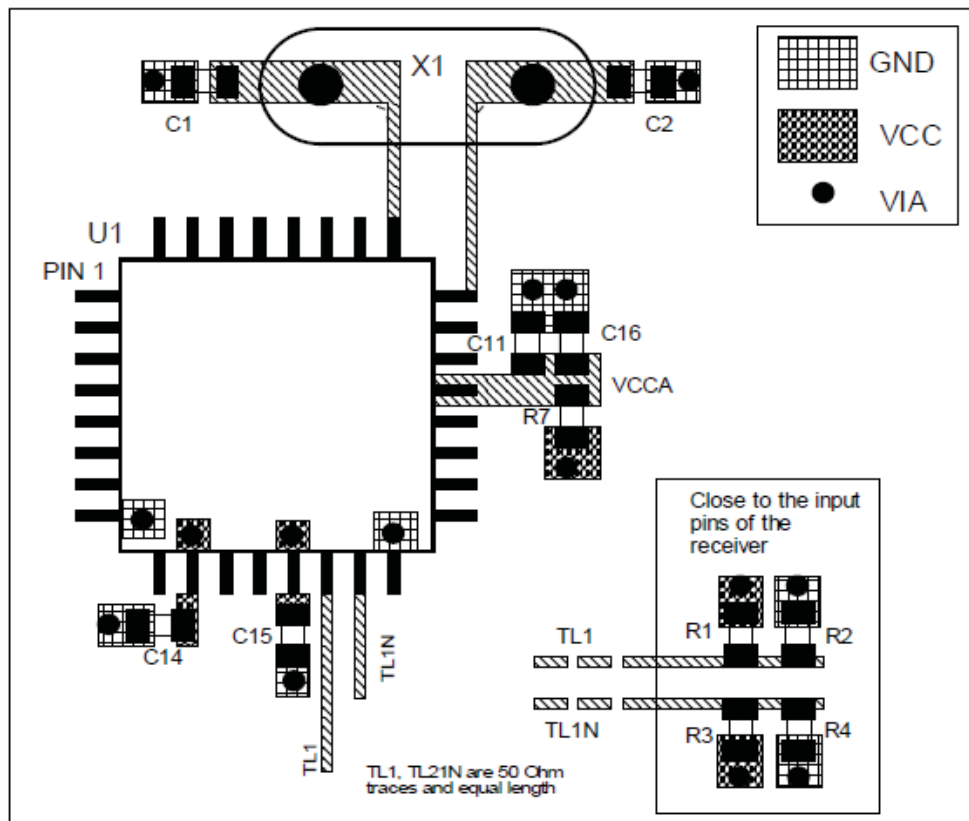 X1
GND
C1
C2
VCC
VIA
U1
PIN 1
C11
C16
VCCA
R7
Close to the input
pins of the
receiver
R1
R2
TL1
C14
C15
TL1N
TL1N
R3
R4
TL1
TL1, TL21N are 50 Ohm
traces and equal length